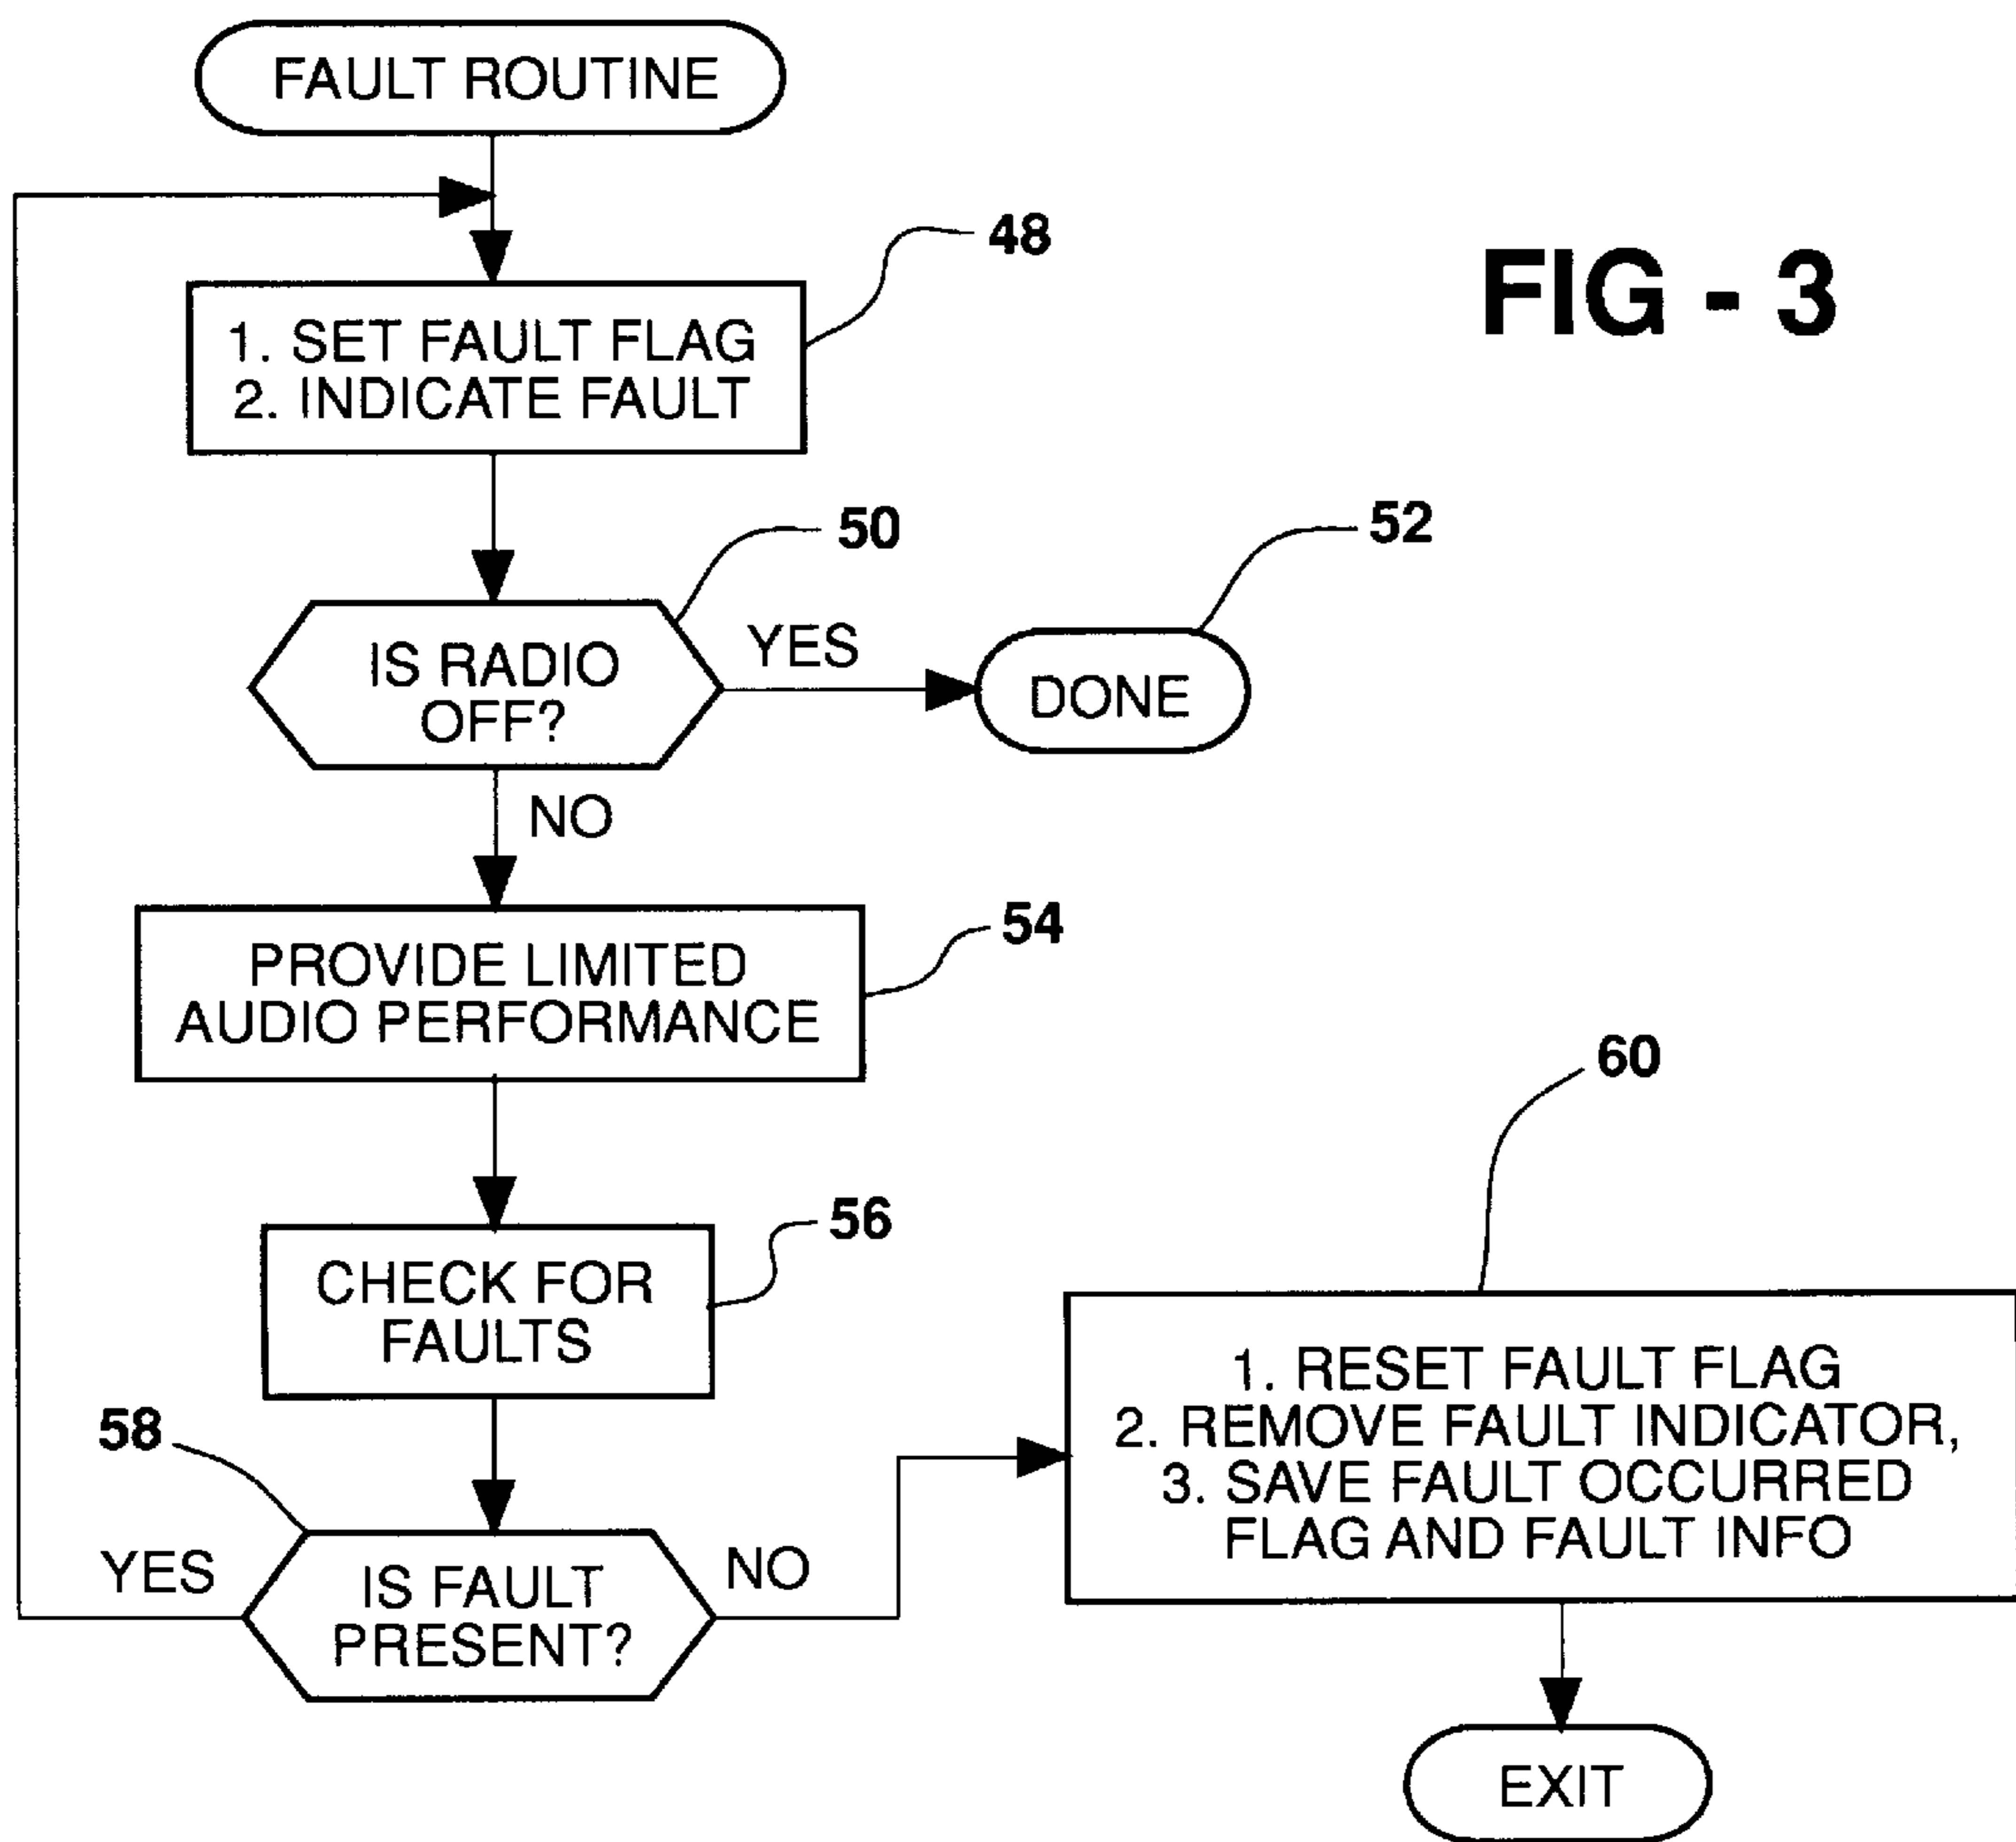 FAULT ROUTINE
48
FIG - 3
1. SET FAULT FLAG
2. INDICATE FAULT
50
52
IS RADIO
OFF?
YES
DONE
NO
54
PROVIDE LIMITED
AUDIO PERFORMANCE
60
56
CHECK FOR
FAULTS
1. RESET FAULT FLAG
2. REMOVE FAULT INDICATOR,
3. SAVE FAULT OCCURRED
FLAG AND FAULT INFO
58
YES
IS FAULT
PRESENT?
NO
EXIT